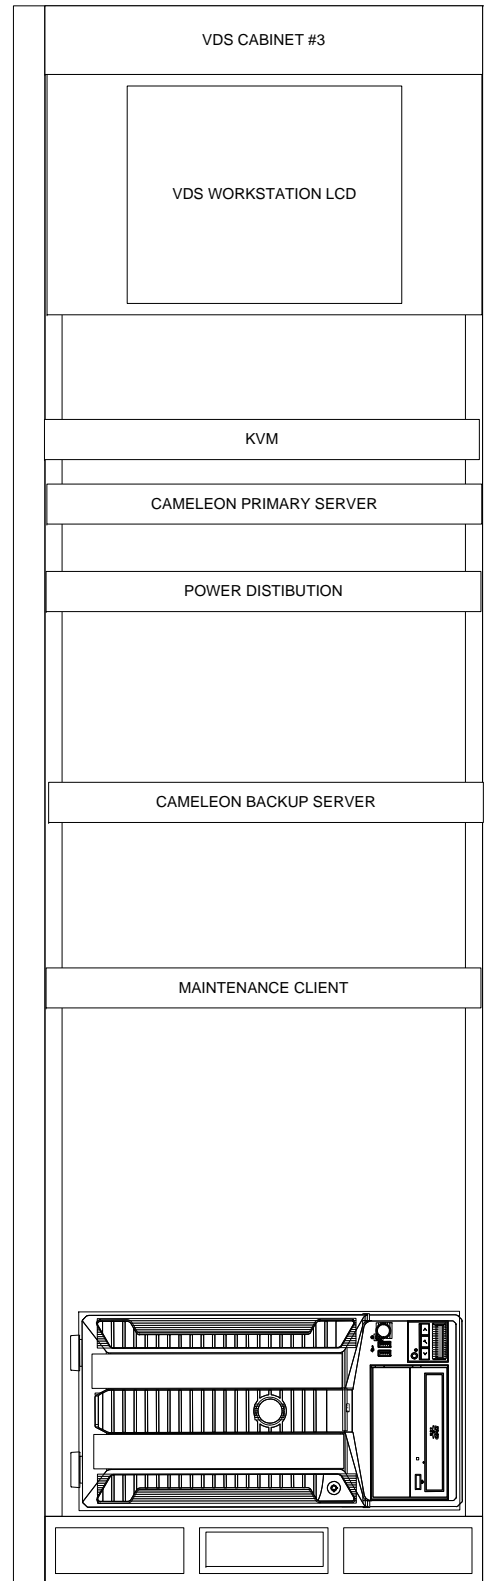 VDS CABINET #3
VDS WORKSTATION LCD
KVM
CAMELEON PRIMARY SERVER
POWER DISTIBUTION
CAMELEON BACKUP SERVER
MAINTENANCE CLIENT